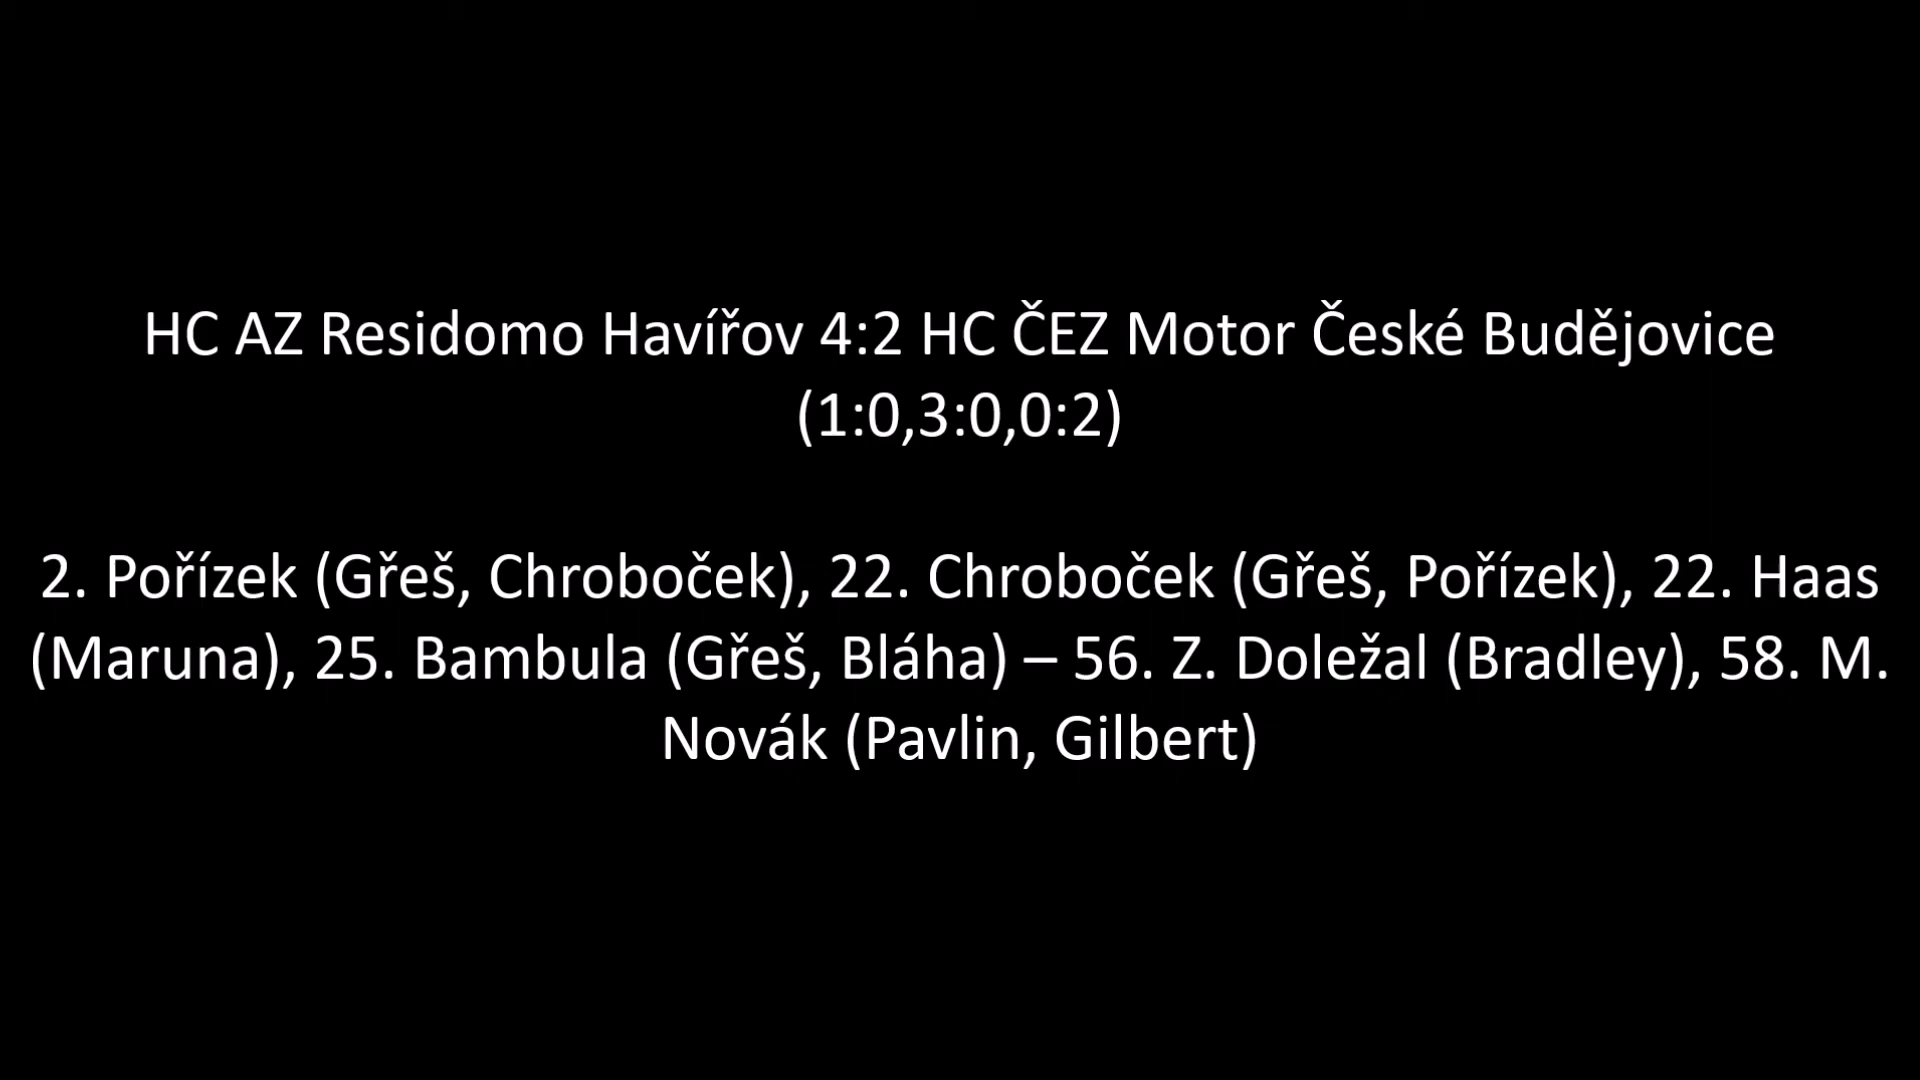 HC AZ Residomo Havířov 4:2 HC ČEZ Motor České Budějovice
(1:0,3:0,0:2)
2. Pořízek (Gřeš, Chroboček), 22. Chroboček (Gřeš, Pořízek), 22. Haas
(Maruna), 25. Bambula (Gřeš, Bláha) – 56. Z. Doležal (Bradley), 58. M.
Novák (Pavlin, Gilbert)